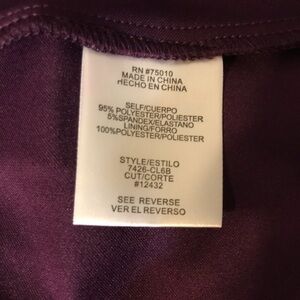 RN #75010
MADE IN CHINA
HECHO EN CHINA
SELF/CUERPO
95% POLYESTER/POLIESTER
5%SPANDEX/ELASTANO
LINING/FORRO
100%POLYESTER/POLIESTER
STYLE/ESTILO
7426-CL6B
CUT/CORTE
#12432
SEE REVERSE
VER EL REVERSO